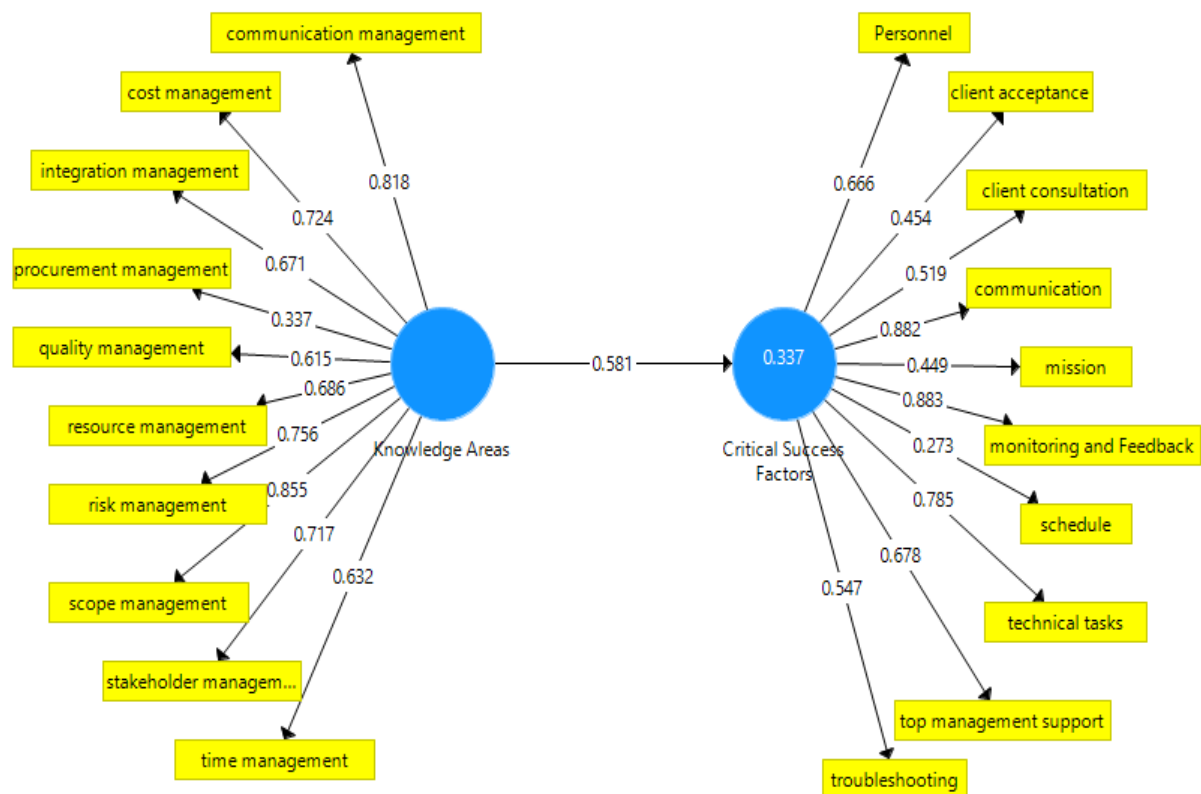 communication management
Personnel
cost management
client acceptance
integration management
0.818
0.666
client consultation
0.724
0.454
0.671
0.519
procurement management
communication
0.337
0.882
quality management
0.615
0.581
0.337
0.449
mission
0.686
0.883
resource management
0.756
Knowledge Areas
Critical Success
Factors
0.273
monitoring and Feedback
0.855
0.785
risk management
schedule
0.717
0.678
0.632
0.547
scope management
technical tasks
stakeholder managem...
top management support
time management
troubleshooting